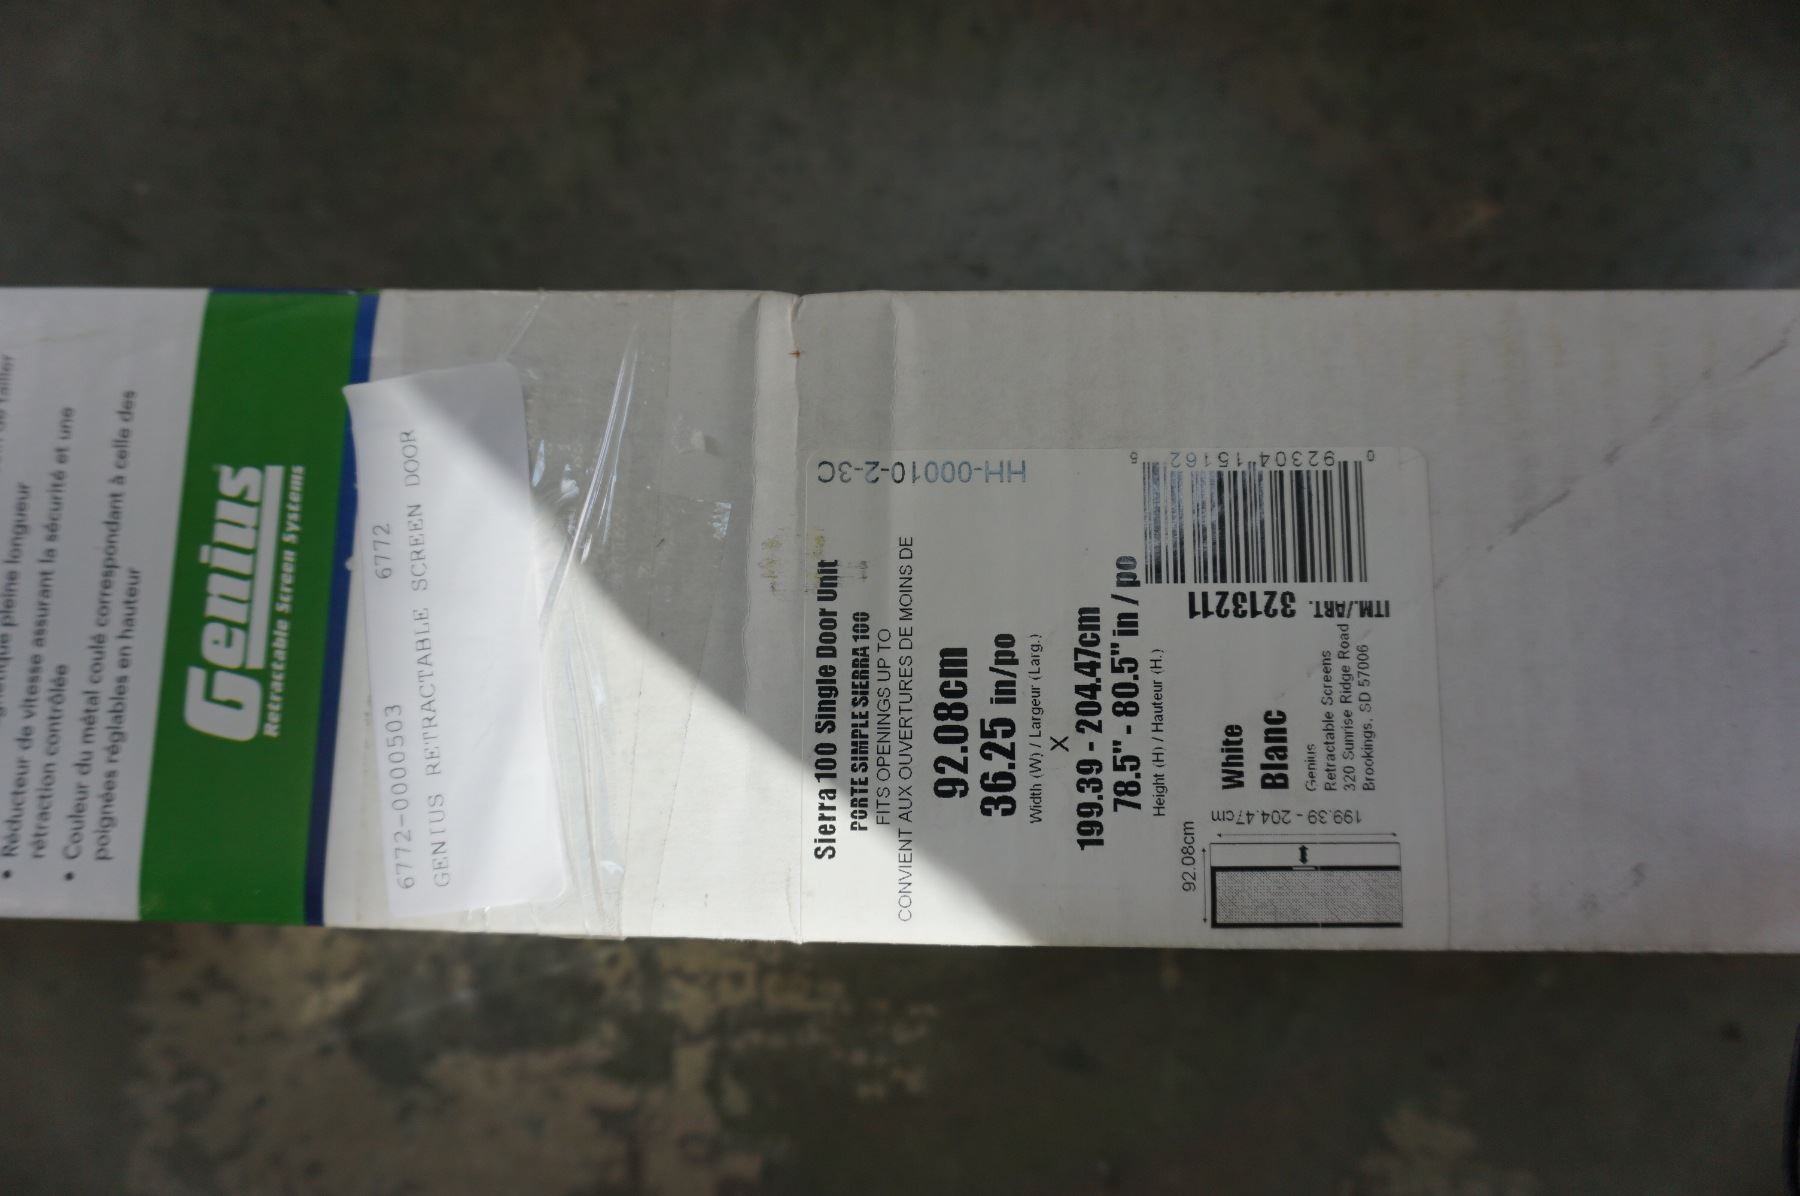 pleine longueur
• Réducteur de vitesse assurant la sécurité et une
rétraction contrôlée
• Couleur du métal coulé correspondant à celle des
poignées réglables en hauteur
Genius
Retractable Screen Systems
6772-0000503 6772
GENIUS RETRACTABLE SCREEN DOOR
Sierra 100 Single Door Unit
PORTE SIMPLE SIERRA 100
FITS OPENINGS UP TO
CONVIENT AUX OUVERTURES DE MOINS DE
92.08cm
36.25 in/po
Width (W) / Largeur (Larg.)
X
199.39 - 204.47cm
78.5" - 80.5" in / po
Height (H) / Hauteur (H.)
White
Blanc
Genius
Retractable Screens
320 Sunrise Ridge Road
Brookings, SD 57006
92.08cm
199.39 - 204.47cm
HH-00010-2-3C
ITM./ART. 3213211
0 92304 15162 5